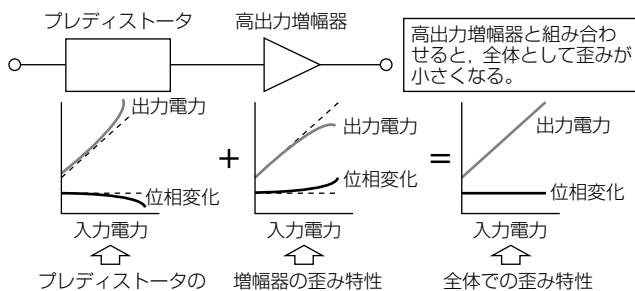 プレディストータ
高出力増幅器
高出力増幅器と組み合わ
せると，全体として歪みが
小さくなる。
出力電力
位相変化
入力電力
+
出力電力
位相変化
入力電力
=
出力電力
位相変化
入力電力
プレディストータの
増幅器の歪み特性
全体での歪み特性